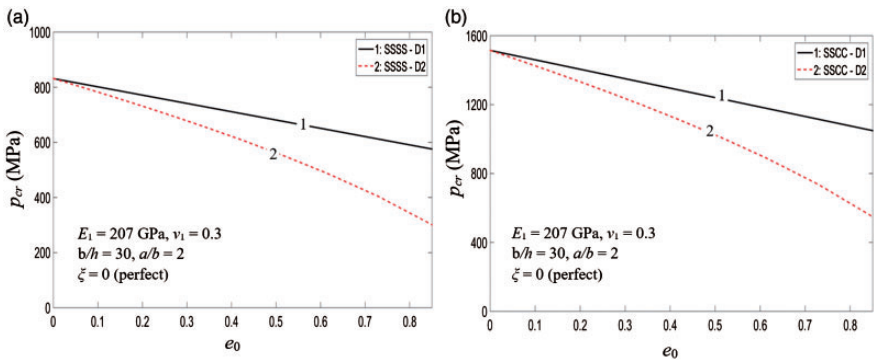 (a)
1000
800
600
400
200
0
p_cr (MPa)
1: SSSS - D1
2: SSSS - D2
1
2
E₁ = 207 GPa, ν₁ = 0.3
b/h = 30, a/b = 2
ξ = 0 (perfect)
0 0.1 0.2 0.3 0.4 0.5 0.6 0.7 0.8
e₀
(b)
1600
1200
800
400
0
p_cr (MPa)
1: SSCC - D1
2: SSCC - D2
1
2
E₁ = 207 GPa, ν₁ = 0.3
b/h = 30, a/b = 2
ξ = 0 (perfect)
0 0.1 0.2 0.3 0.4 0.5 0.6 0.7 0.8
e₀